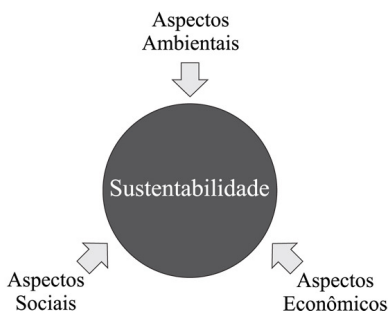 Aspectos
Ambientais
Sustentabilidade
Aspectos
Sociais
Aspectos
Econômicos